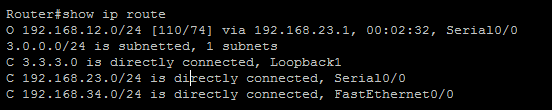 Router#show ip route
O 192.168.12.0/24 [110/74] via 192.168.23.1, 00:02:32, Serial0/0
3.0.0.0/24 is subnetted, 1 subnets
C 3.3.3.0 is directly connected, Loopback1
C 192.168.23.0/24 is directly connected, Serial0/0
C 192.168.34.0/24 is directly connected, FastEthernet0/0